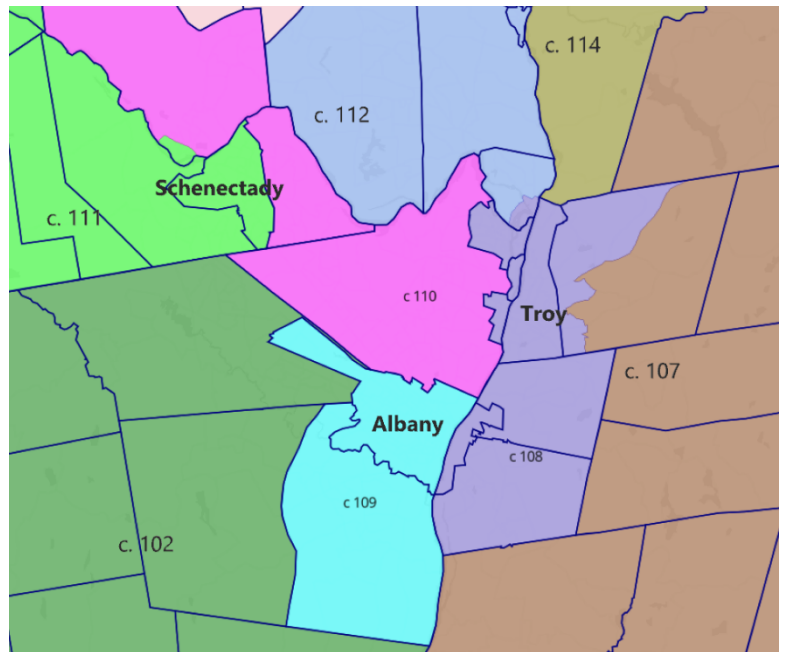 c. 114
c. 112
Schenectady
c. 111
c 110
Troy
c. 107
Albany
c 108
c 109
c. 102